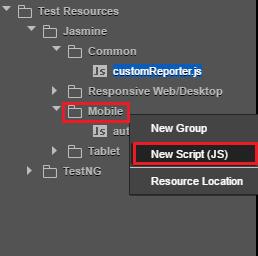 Test Resources
Jasmine
Common
JS customReporter.js
Responsive Web/Desktop
Mobile
JS aut
New Group
New Script (JS)
Resource Location
Tablet
TestNG